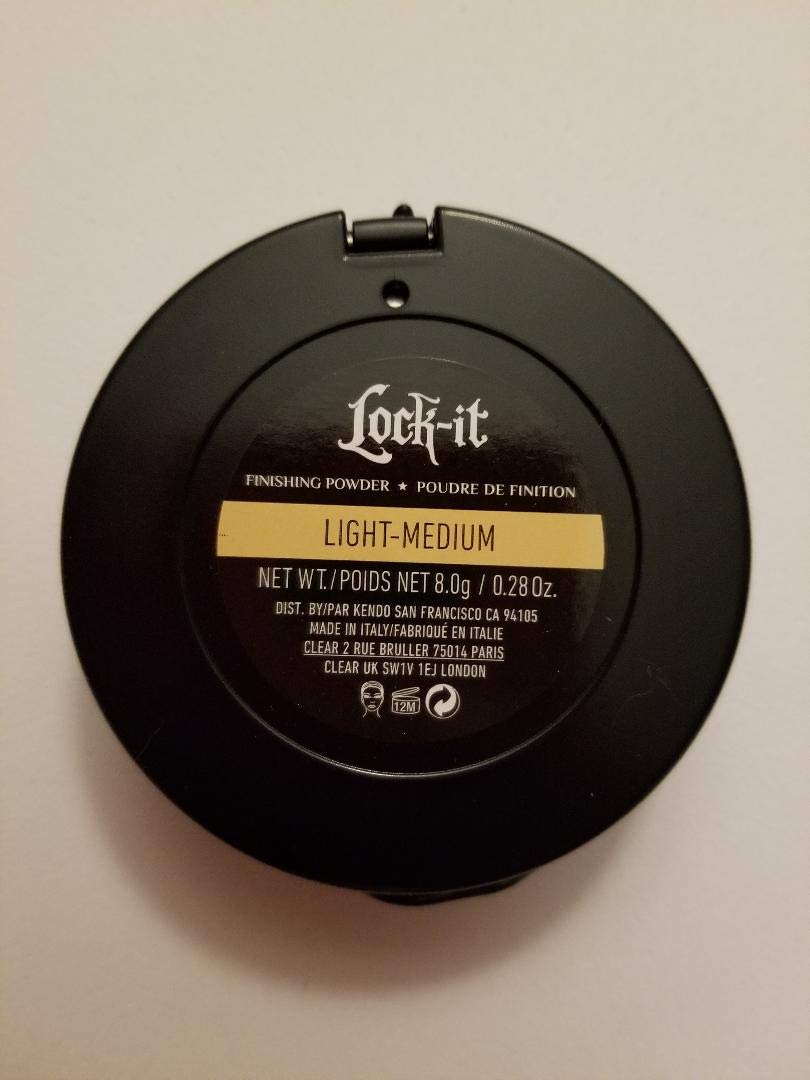 Lock-it
FINISHING POWDER ★ POUDRE DE FINITION
LIGHT-MEDIUM
NET WT./POIDS NET 8.0g / 0.28 Oz.
DIST. BY/PAR KENDO SAN FRANCISCO CA 94105
MADE IN ITALY/FABRIQUÉ EN ITALIE
CLEAR 2 RUE BRULLER 75014 PARIS
CLEAR UK SW1V 1EJ LONDON
12M